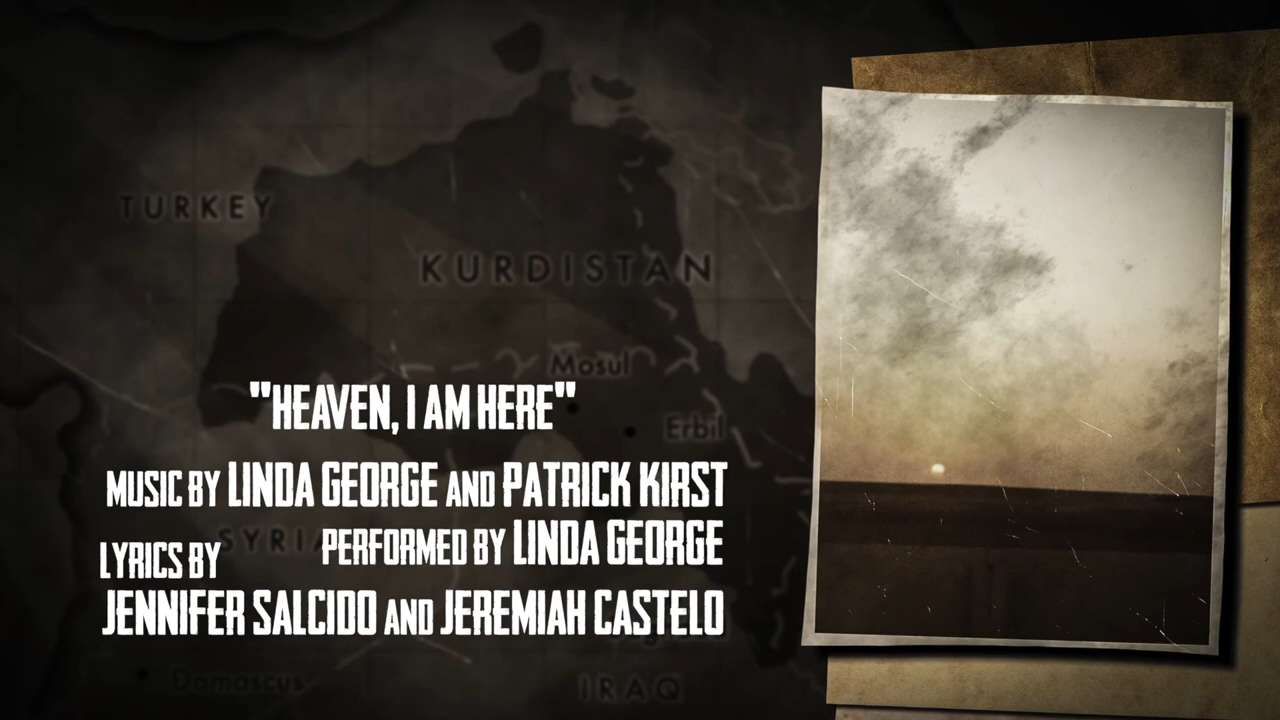 TURKEY
KURDISTAN
Mosul
"HEAVEN, I AM HERE"
Erbil
MUSIC BY LINDA GEORGE AND PATRICK KIRST
SYRIA
PERFORMED BY LINDA GEORGE
LYRICS BY
JENNIFER SALCIDO AND JEREMIAH CASTELO
Damascus
IRAQ